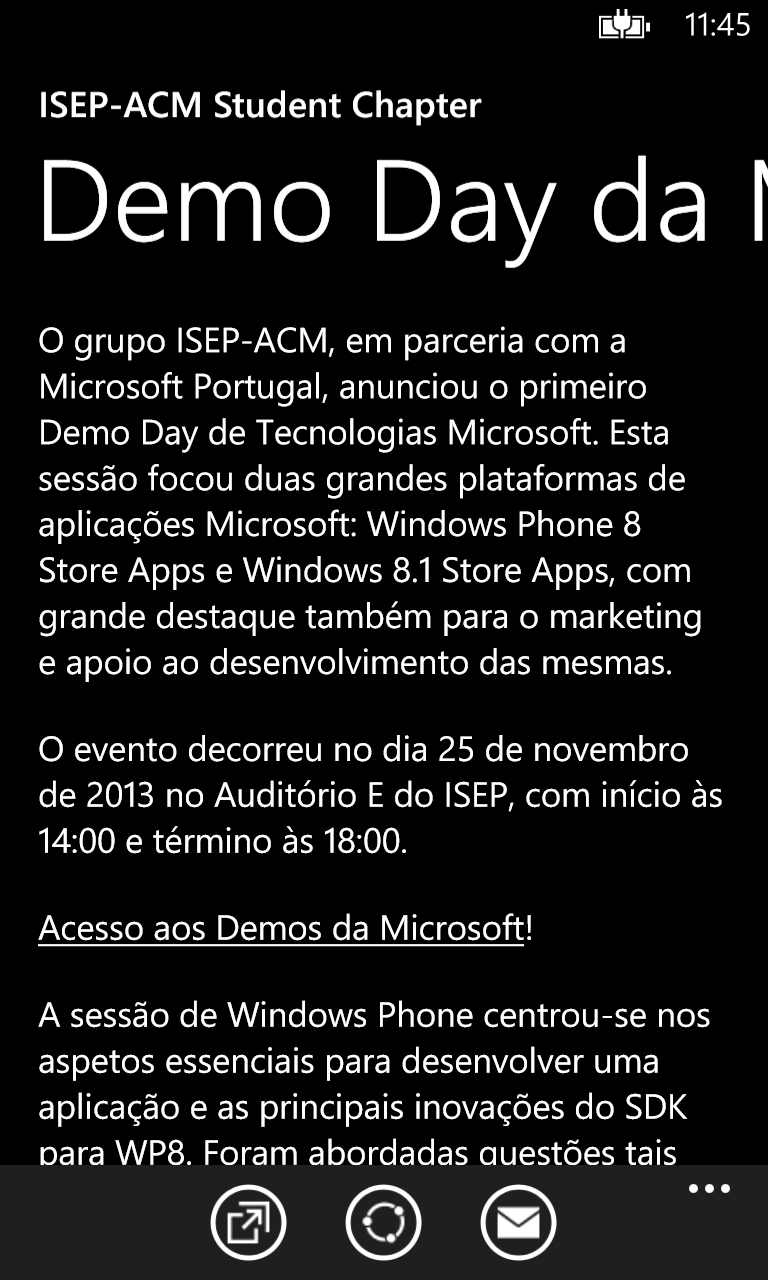 11:45
ISEP-ACM Student Chapter
Demo Day da
O grupo ISEP-ACM, em parceria com a
Microsoft Portugal, anunciou o primeiro
Demo Day de Tecnologias Microsoft. Esta
sessão focou duas grandes plataformas de
aplicações Microsoft: Windows Phone 8
Store Apps e Windows 8.1 Store Apps, com
grande destaque também para o marketing
e apoio ao desenvolvimento das mesmas.
O evento decorreu no dia 25 de novembro
de 2013 no Auditório E do ISEP, com início às
14:00 e término às 18:00.
Acesso aos Demos da Microsoft!
A sessão de Windows Phone centrou-se nos
aspetos essenciais para desenvolver uma
aplicação e as principais inovações do SDK
para WP8. Foram abordadas questões tais